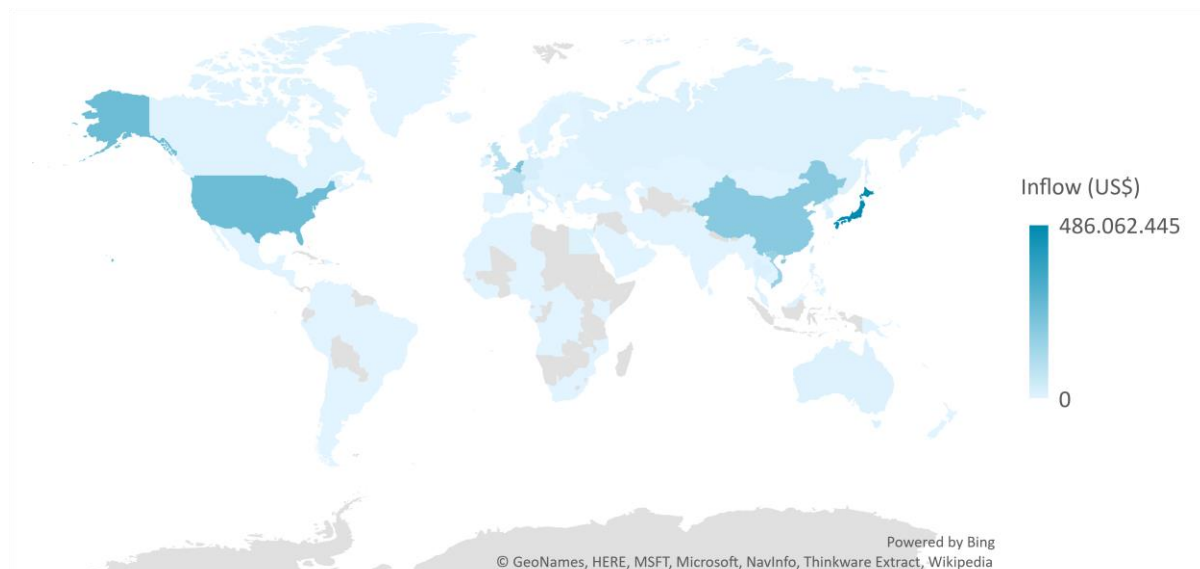 Inflow (US$)
486.062.445
0
Powered by Bing
© GeoNames, HERE, MSFT, Microsoft, NavInfo, Thinkware Extract, Wikipedia